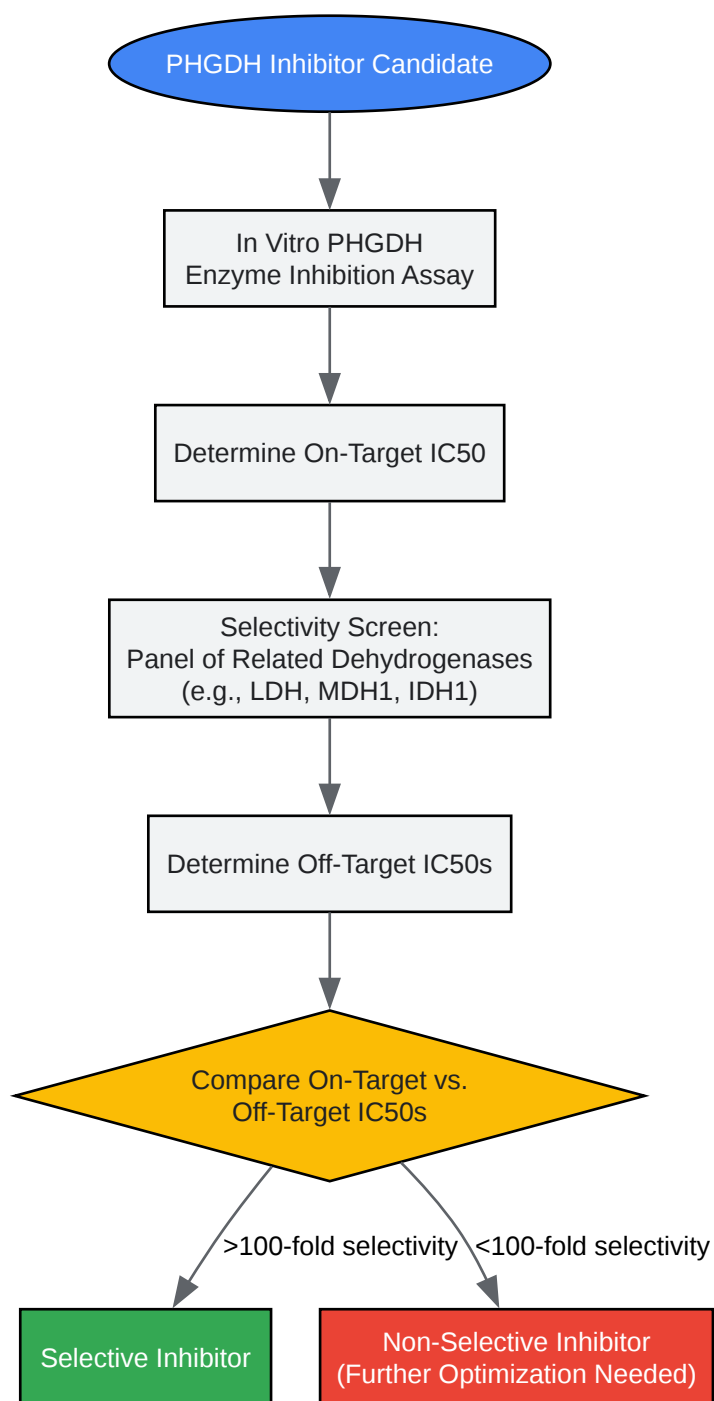 PHGDH Inhibitor Candidate
In Vitro PHGDH
Enzyme Inhibition Assay
Determine On-Target IC50
Selectivity Screen:
Panel of Related Dehydrogenases
(e.g., LDH, MDH1, IDH1)
Determine Off-Target IC50s
Compare On-Target vs.
Off-Target IC50s
>100-fold selectivity
<100-fold selectivity
Selective Inhibitor
Non-Selective Inhibitor
(Further Optimization Needed)